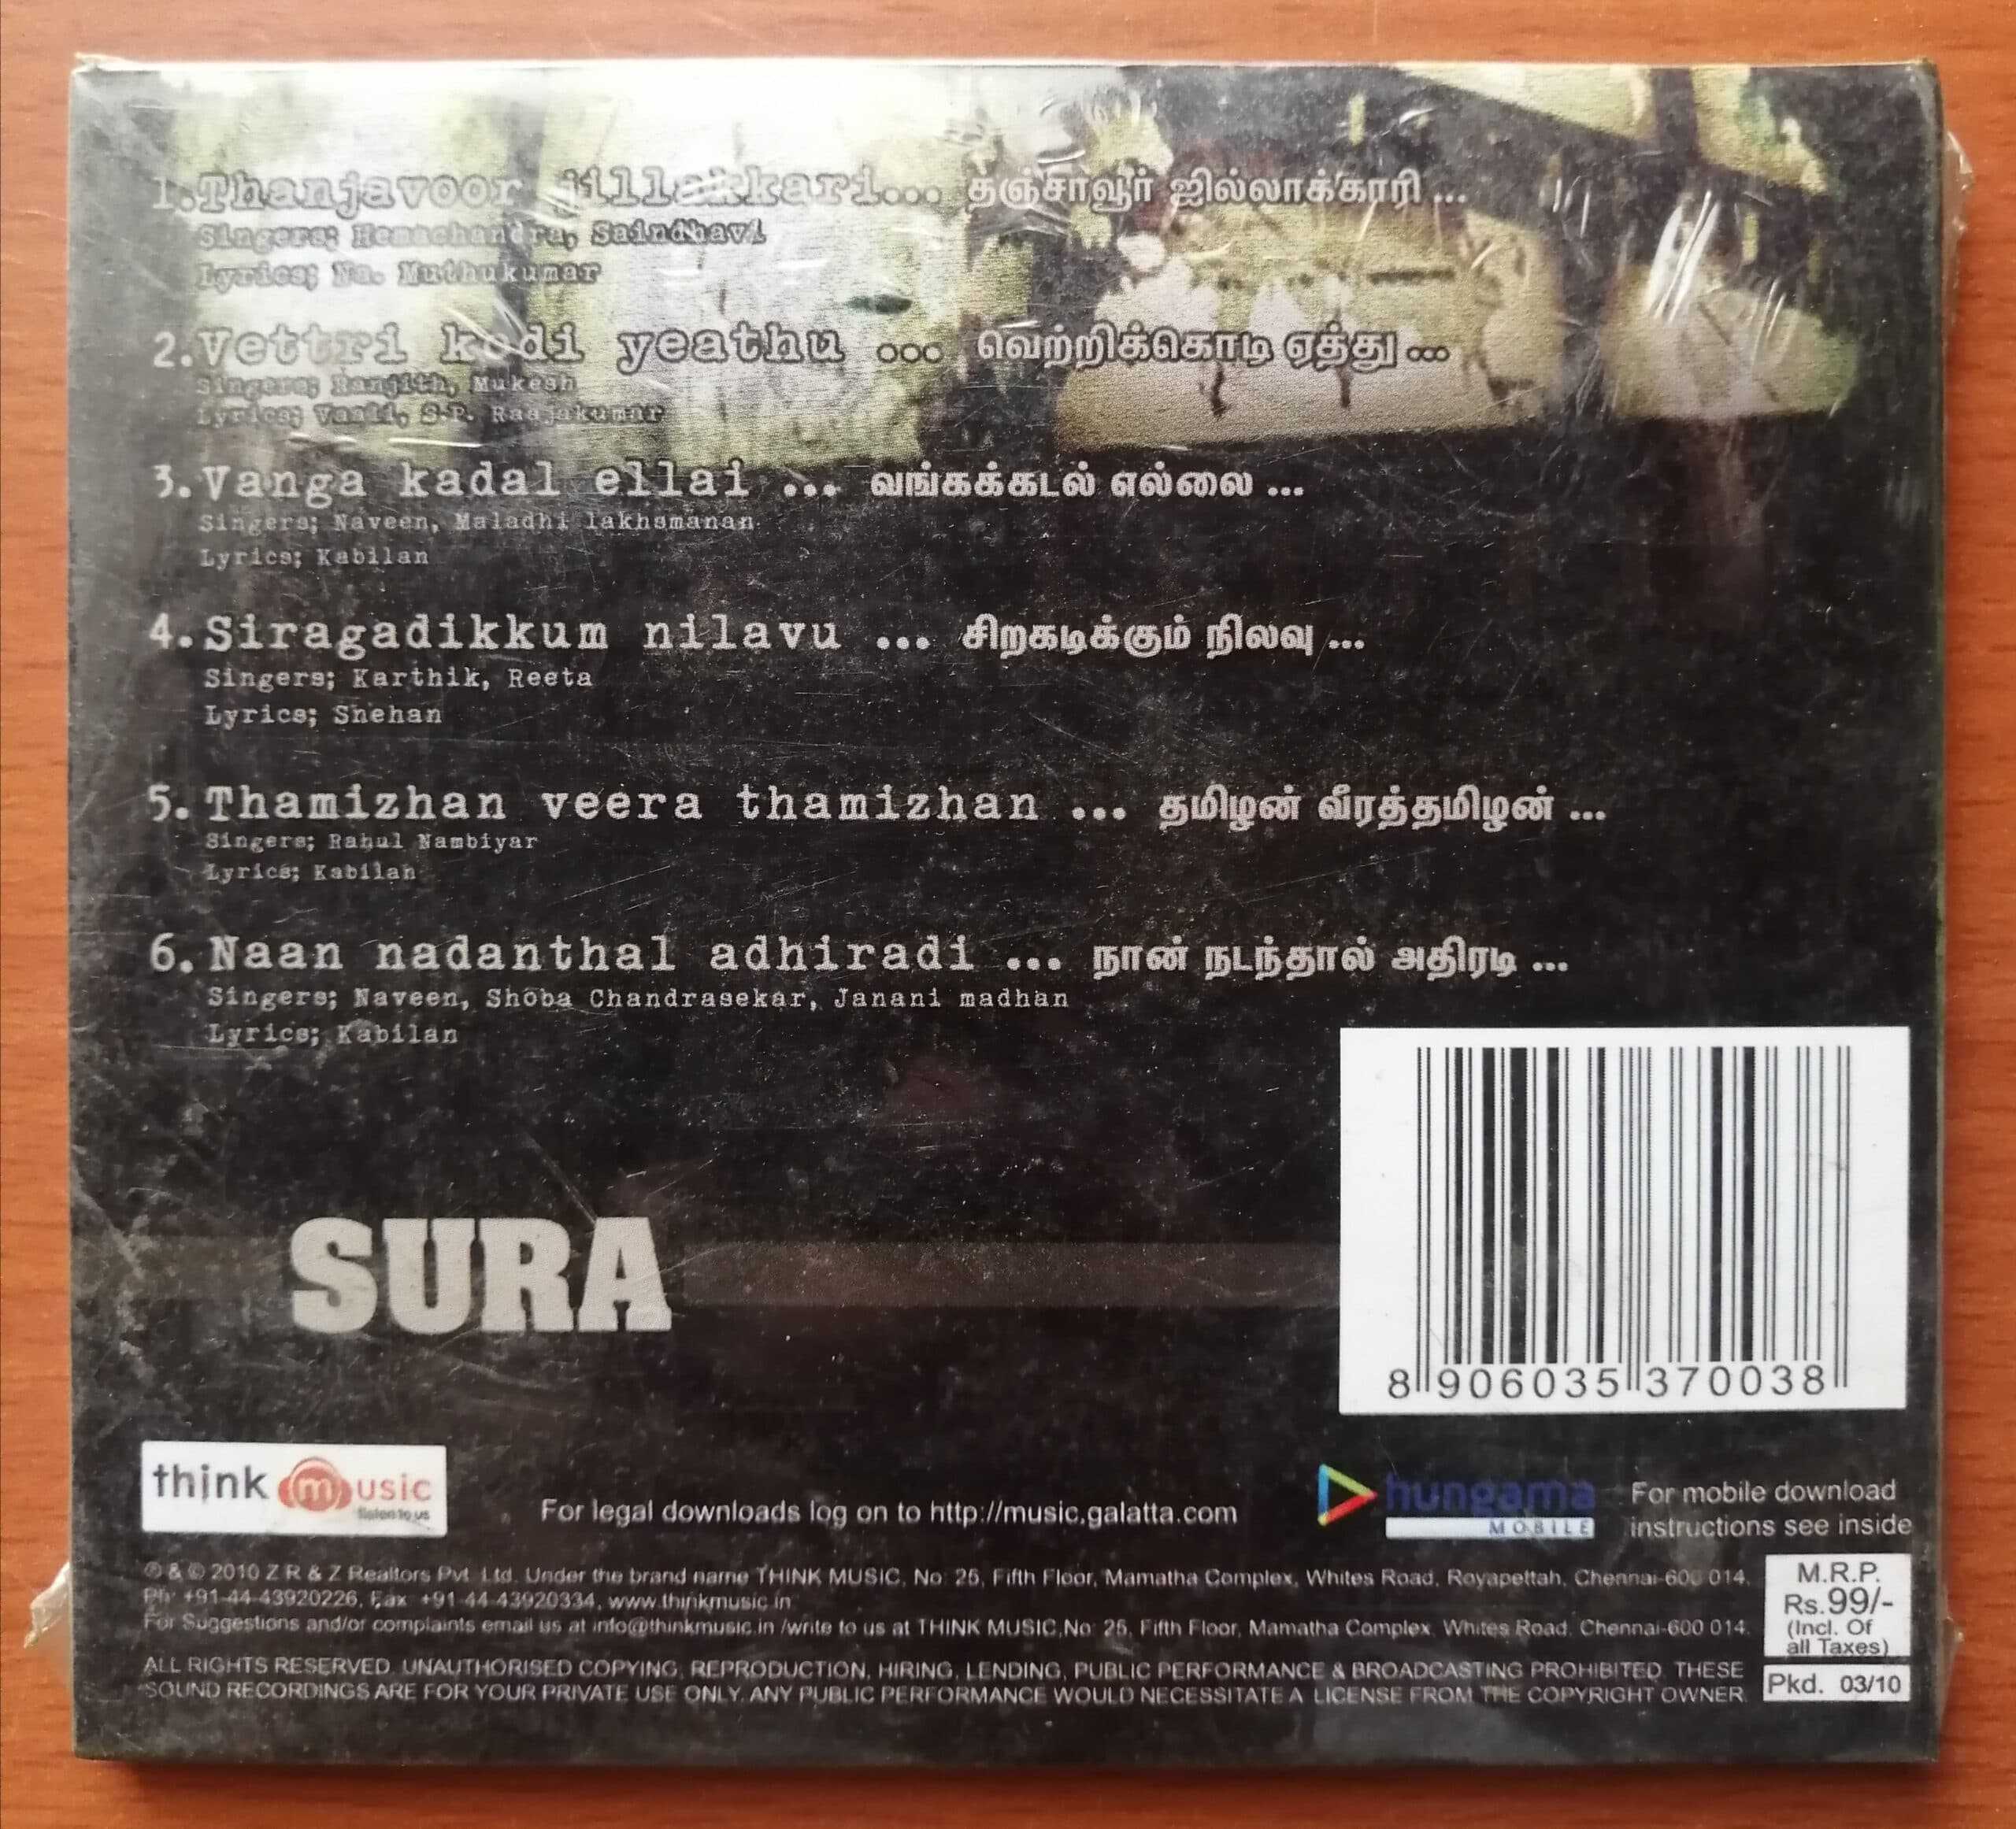 1. Thanjavoor jillakkari... தஞ்சாவூர் ஜில்லாக்காரி ...
Singers; Hemachandra, Saindhavi
Lyrics; Na. Muthukumar
2. Vettri kodi yeathu ... வெற்றிக்கொடி ஏத்து ...
Singers; Ranjith, Mukesh
Lyrics; Vaali, S.P. Raajakumar
3. Vanga kadal ellai ... வங்கக்கடல் எல்லை ...
Singers; Naveen, Maladhi lakhsmanan
Lyrics; Kabilan
4. Siragadikkum nilavu ... சிறகடிக்கும் நிலவு ...
Singers; Karthik, Reeta
Lyrics; Snehan
5. Thamizhan veera thamizhan ... தமிழன் வீரத்தமிழன் ...
Singers; Rahul Nambiyar
Lyrics; Kabilan
6. Naan nadanthal adhiradi ... நான் நடந்தால் அதிரடி ...
Singers; Naveen, Shoba Chandrasekar, Janani madhan
Lyrics; Kabilan
SURA
8 906035 370038
think music
listen to us
For legal downloads log on to http://music.galatta.com
hungama
MOBILE
For mobile download
instructions see inside
℗ & © 2010 Z R & Z Realtors Pvt. Ltd. Under the brand name THINK MUSIC, No: 25, Fifth Floor, Mamatha Complex, Whites Road, Royapettah, Chennai-600 014.
Ph: +91-44-43920226, Fax: +91-44-43920334, www.thinkmusic.in
For Suggestions and/or complaints email us at info@thinkmusic.in /write to us at THINK MUSIC,No: 25, Fifth Floor, Mamatha Complex, Whites Road, Chennai-600 014.
ALL RIGHTS RESERVED. UNAUTHORISED COPYING, REPRODUCTION, HIRING, LENDING, PUBLIC PERFORMANCE & BROADCASTING PROHIBITED. THESE
SOUND RECORDINGS ARE FOR YOUR PRIVATE USE ONLY. ANY PUBLIC PERFORMANCE WOULD NECESSITATE A LICENSE FROM THE COPYRIGHT OWNER.
M.R.P.
Rs.99/-
(Incl. Of
all Taxes)
Pkd. 03/10